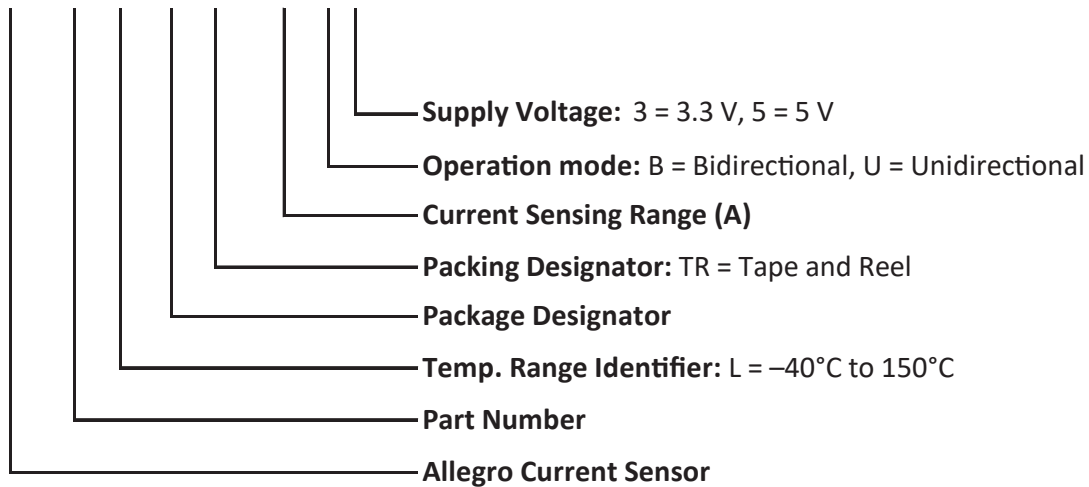 Supply Voltage: 3 = 3.3 V, 5 = 5 V
Operation mode: B = Bidirectional, U = Unidirectional
Current Sensing Range (A)
Packing Designator: TR = Tape and Reel
Package Designator
Temp. Range Identifier: L = –40°C to 150°C
Part Number
Allegro Current Sensor